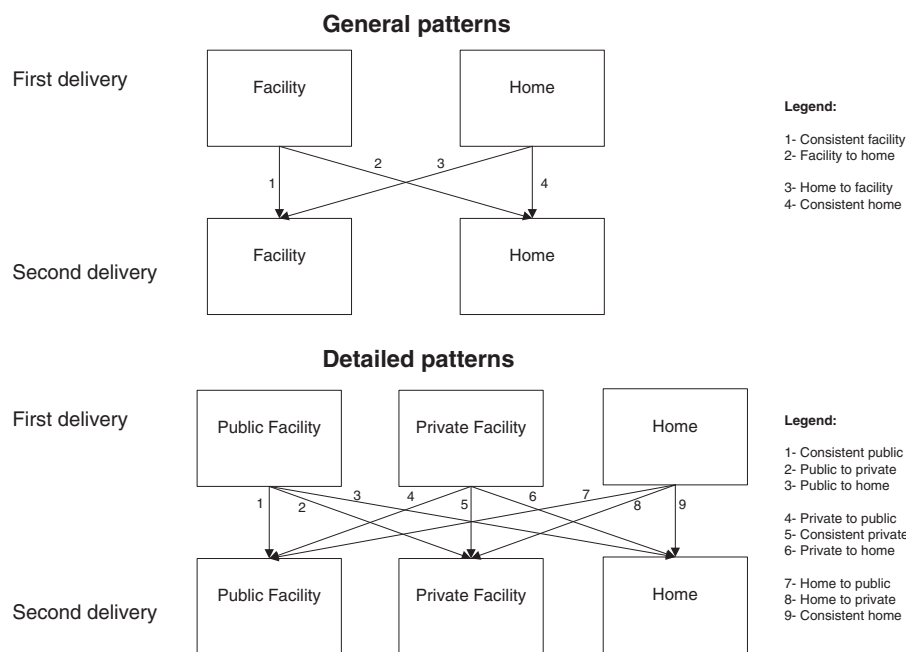 General patterns
First delivery
Facility
Home
1
2
3
4
Second delivery
Facility
Home
Legend:
1- Consistent facility
2- Facility to home
3- Home to facility
4- Consistent home
Detailed patterns
First delivery
Public Facility
Private Facility
Home
1
2
3
4
5
6
7
8
9
Second delivery
Public Facility
Private Facility
Home
Legend:
1- Consistent public
2- Public to private
3- Public to home
4- Private to public
5- Consistent private
6- Private to home
7- Home to public
8- Home to private
9- Consistent home